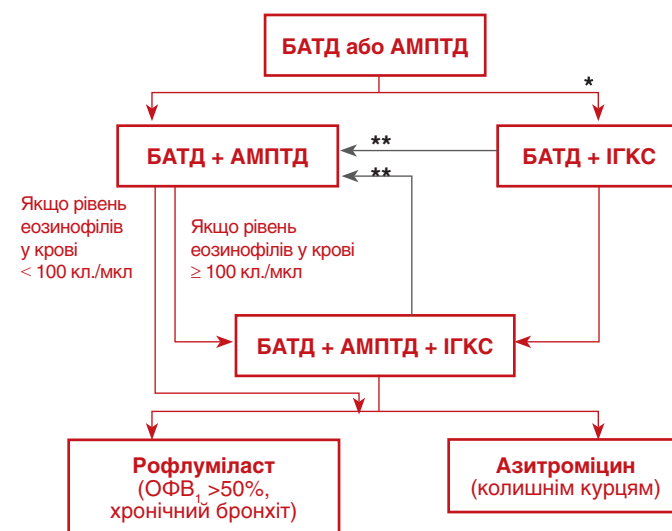 БАТД або АМПТД
*
БАТД + АМПТД
**
**
БАТД + ІГКС
Якщо рівень
еозинофілів
у крові
< 100 кл./мкл
Якщо рівень
еозинофілів у крові
≥ 100 кл./мкл
БАТД + АМПТД + ІГКС
Рофлуміласт
(ОФВ₁ >50%,
хронічний бронхіт)
Азитроміцин
(колишнім курцям)